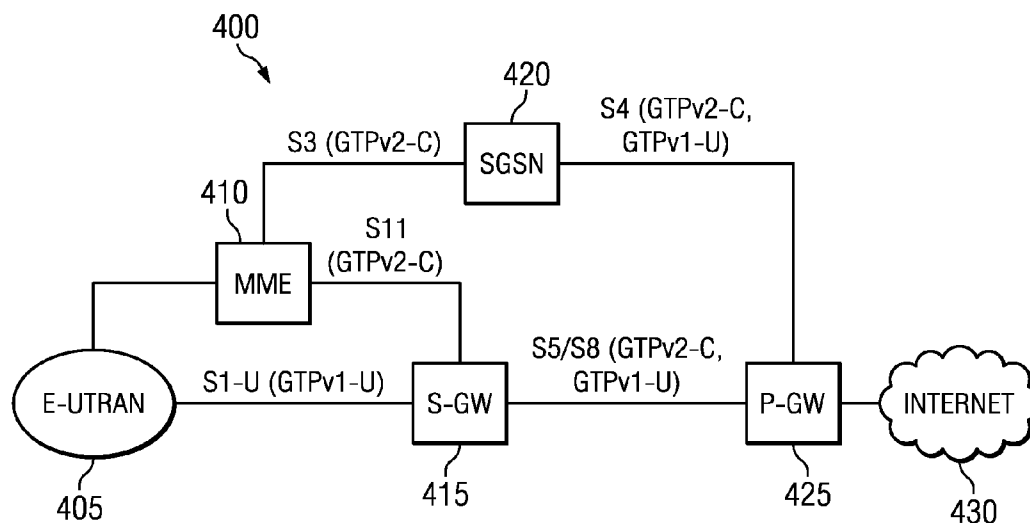 400
420
S4 (GTPv2-C,
GTPv1-U)
S3 (GTPv2-C)
SGSN
410
S11
(GTPv2-C)
MME
S5/S8 (GTPv2-C,
GTPv1-U)
S1-U (GTPv1-U)
E-UTRAN
S-GW
P-GW
INTERNET
405
415
425
430